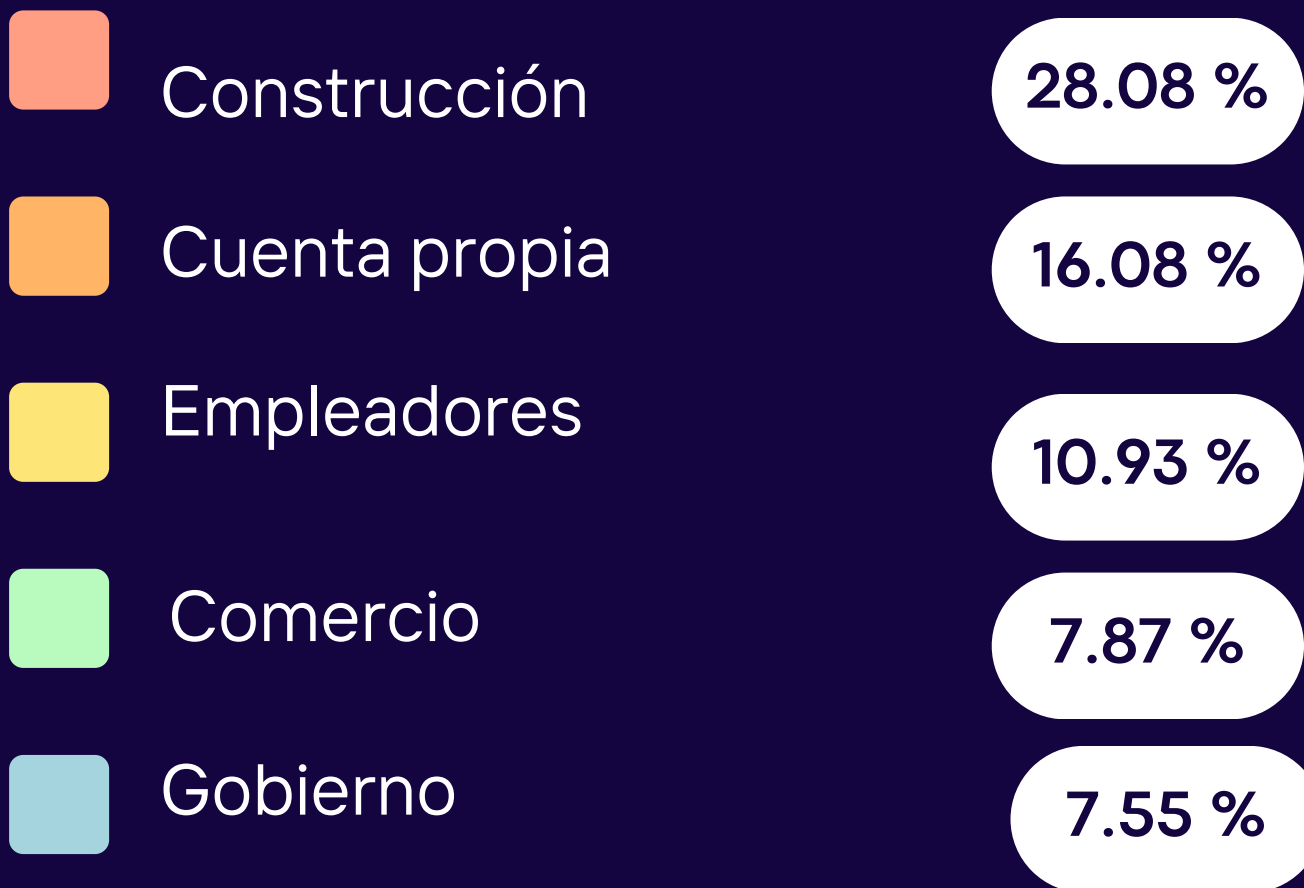 Construcción 28.08 %
Cuenta propia 16.08 %
Empleadores 10.93 %
Comercio 7.87 %
Gobierno 7.55 %